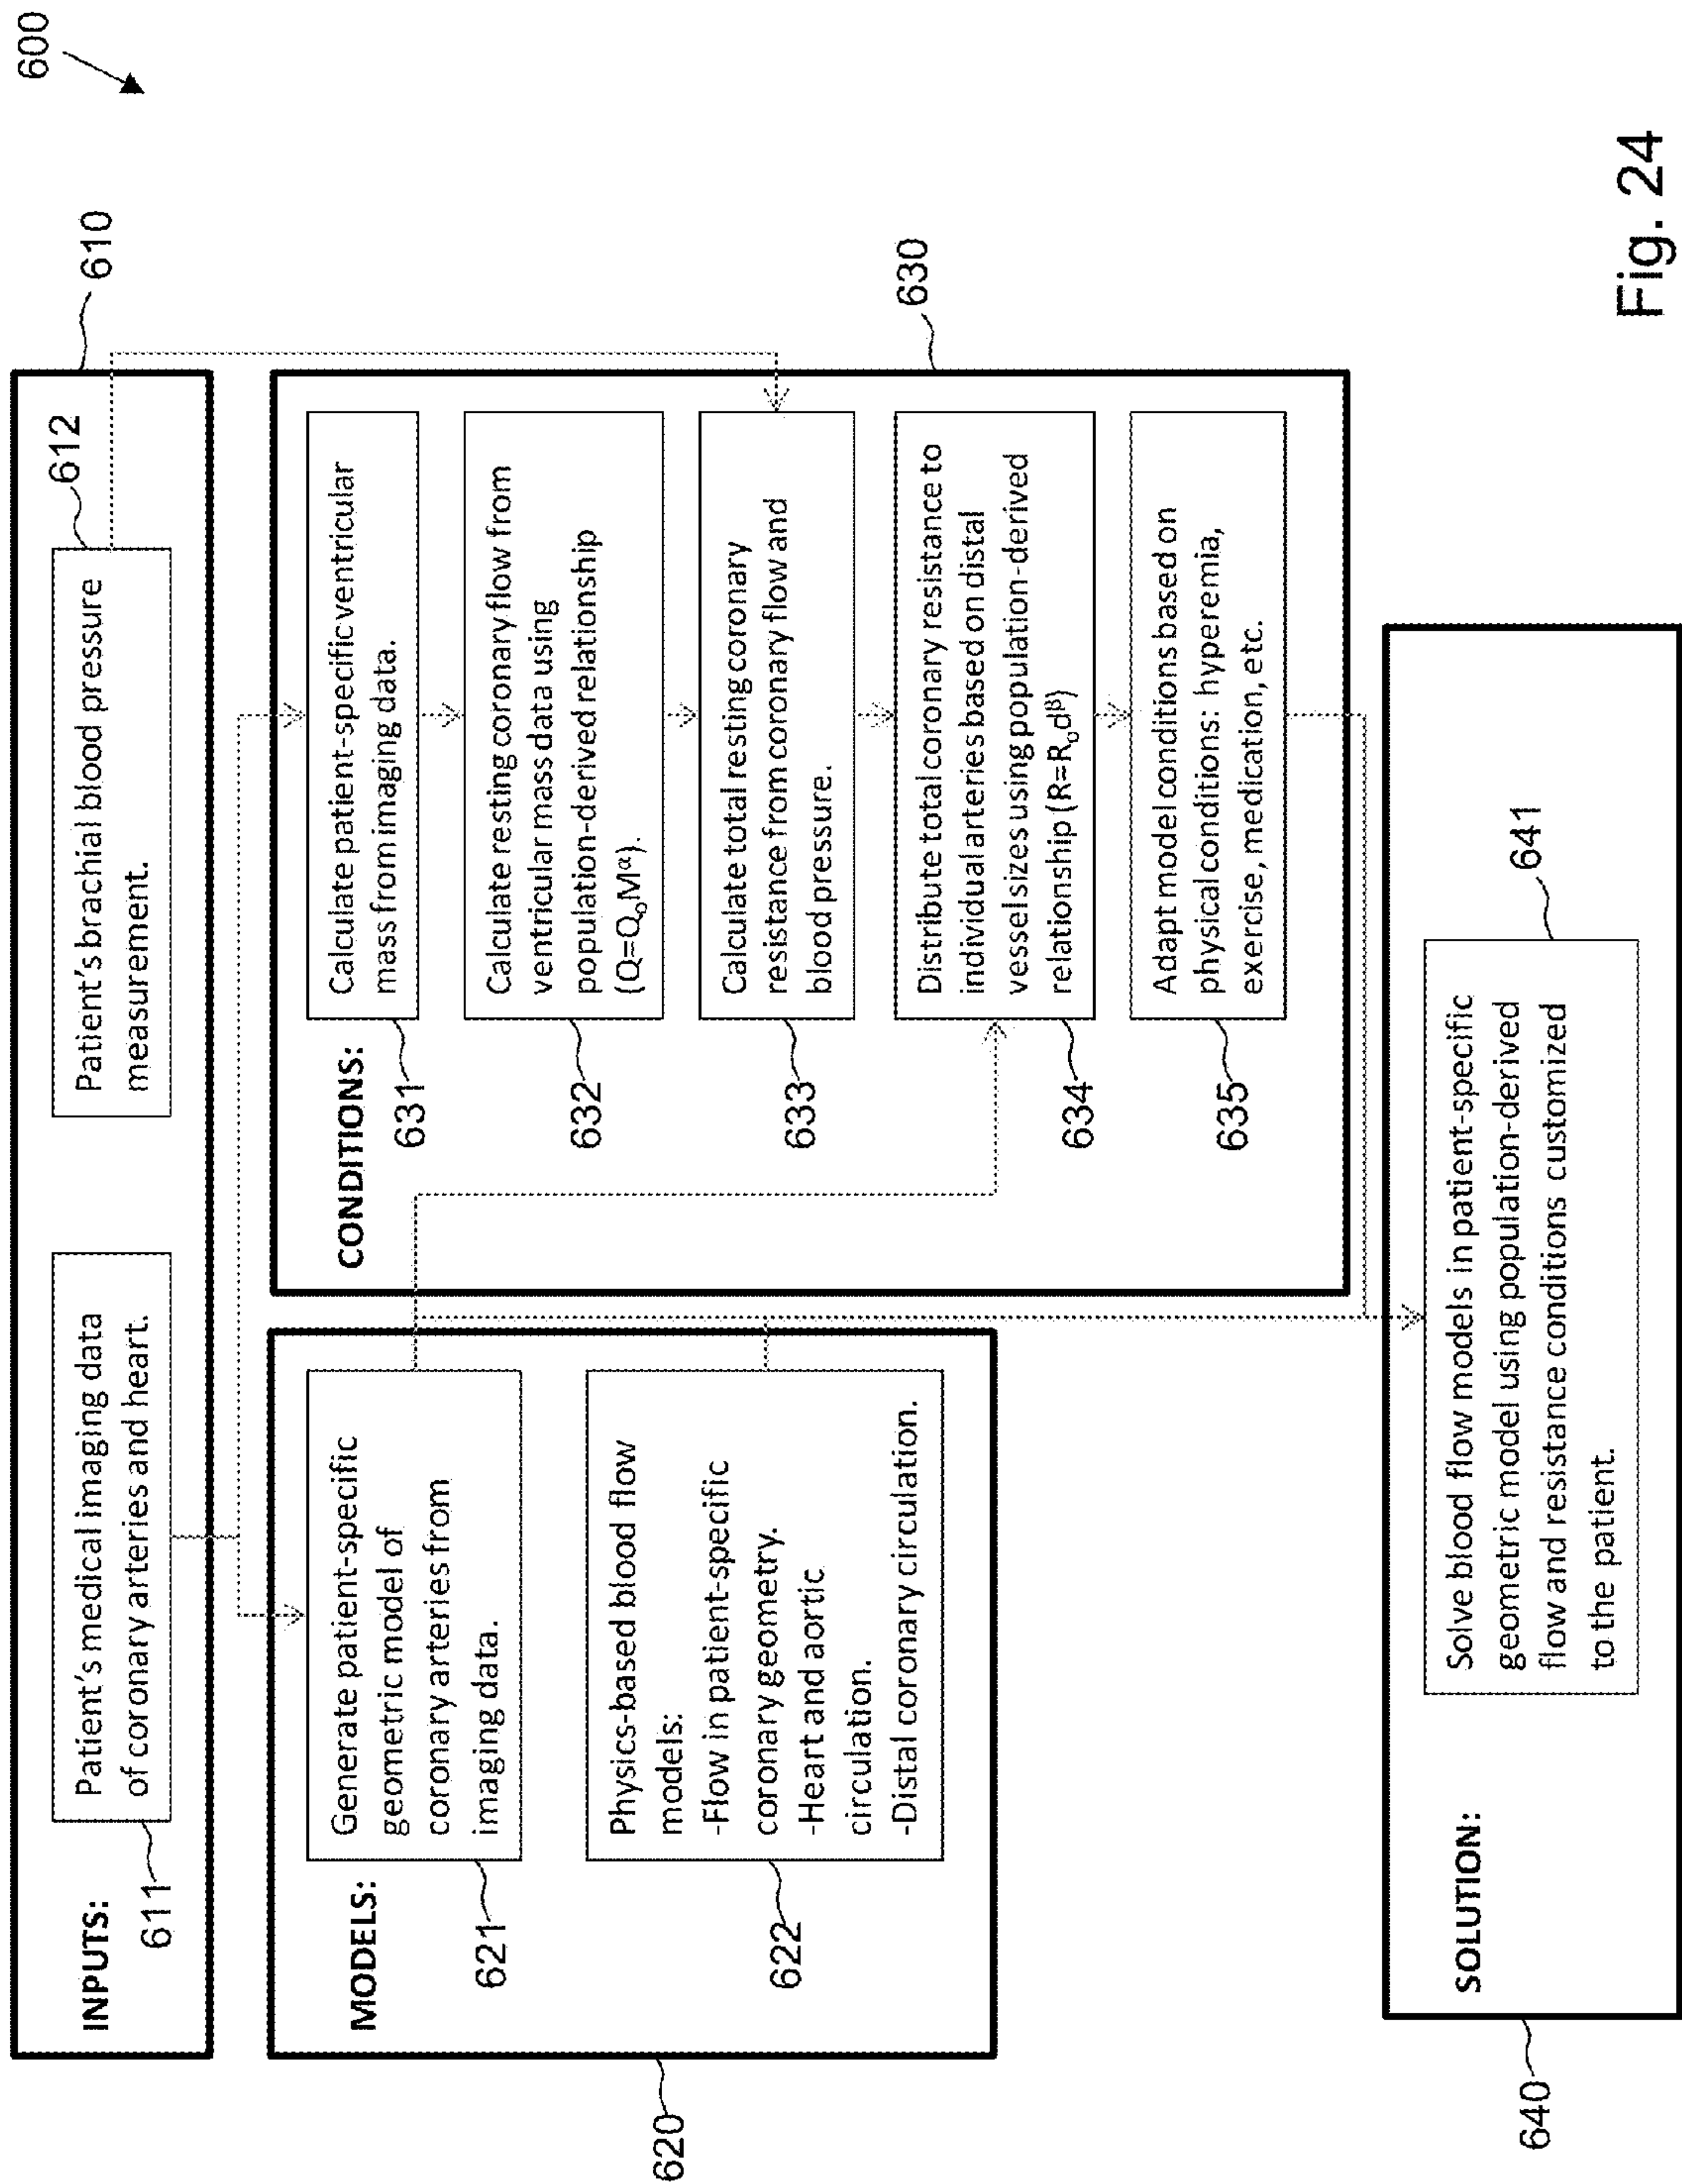 600
610
INPUTS:
611
Patient's medical imaging data
of coronary arteries and heart.
612
Patient's brachial blood pressure
measurement.
620
MODELS:
621
Generate patient-specific
geometric model of
coronary arteries from
imaging data.
622
Physics-based blood flow
models:
-Flow in patient-specific
coronary geometry.
-Heart and aortic
circulation.
-Distal coronary circulation.
630
CONDITIONS:
631
Calculate patient-specific ventricular
mass from imaging data.
632
Calculate resting coronary flow from
ventricular mass data using
population-derived relationship
(Q=QₒM^α).
633
Calculate total resting coronary
resistance from coronary flow and
blood pressure.
634
Distribute total coronary resistance to
individual arteries based on distal
vessel sizes using population-derived
relationship (R=Rₒd^β)
635
Adapt model conditions based on
physical conditions: hyperemia,
exercise, medication, etc.
640
SOLUTION:
641
Solve blood flow models in patient-specific
geometric model using population-derived
flow and resistance conditions customized
to the patient.
Fig. 24